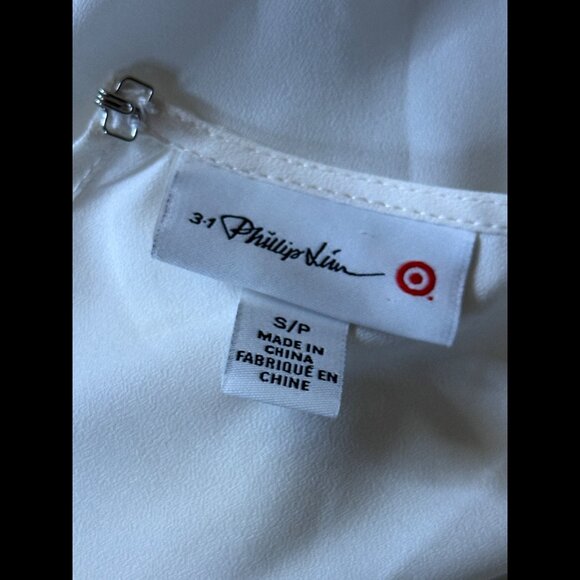 3.1 Phillip Lim
S/P
MADE IN
CHINA
FABRIQUÉ EN
CHINE